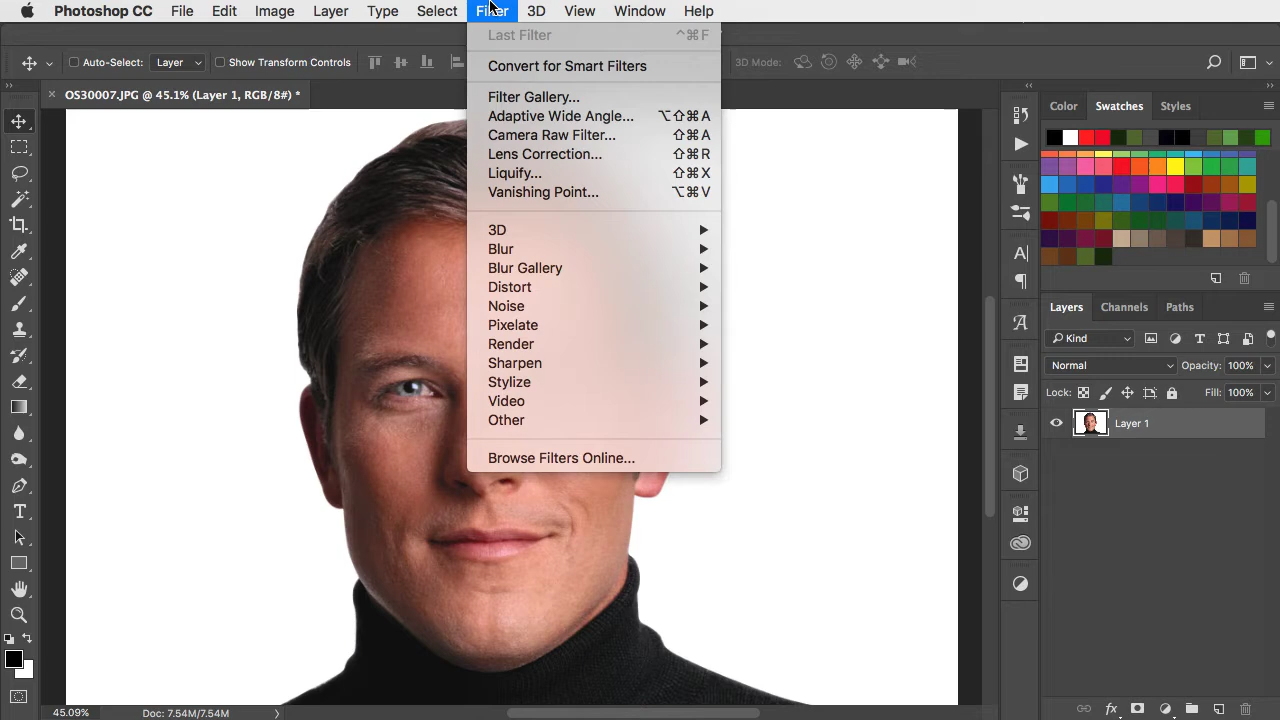 Photoshop CC File Edit Image Layer Type Select Filter 3D View Window Help
Auto-Select: Layer Show Transform Controls 3D Mode:
OS30007.JPG @ 45.1% (Layer 1, RGB/8#) *
Last Filter ^⌘F
Convert for Smart Filters
Filter Gallery...
Adaptive Wide Angle... ⌥⇧⌘A
Camera Raw Filter... ⇧⌘A
Lens Correction... ⇧⌘R
Liquify... ⇧⌘X
Vanishing Point... ⌥⌘V
3D
Blur
Blur Gallery
Distort
Noise
Pixelate
Render
Sharpen
Stylize
Video
Other
Browse Filters Online...
Color Swatches Styles
Layers Channels Paths
Kind
Normal Opacity: 100%
Lock: Fill: 100%
Layer 1
45.09% Doc: 7.54M/7.54M